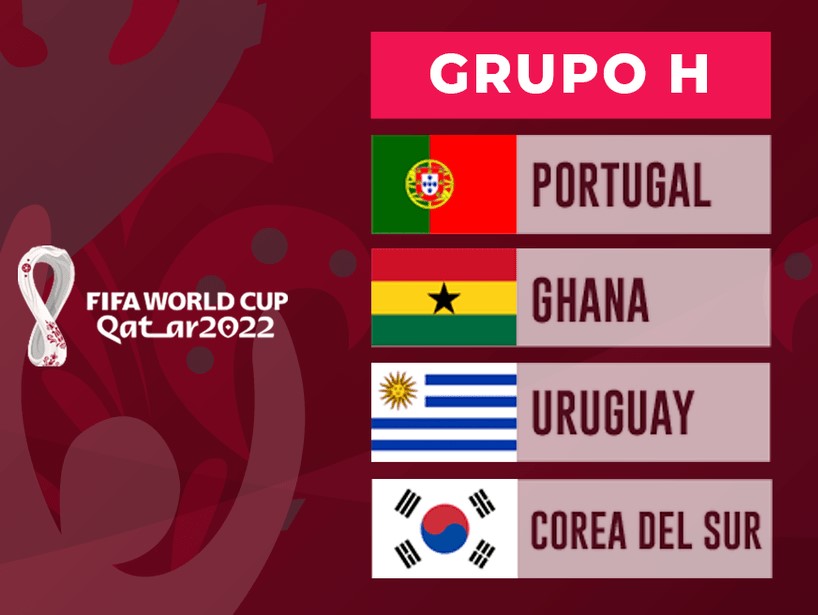 GRUPO H
PORTUGAL
FIFA WORLD CUP
Qatar2022
GHANA
URUGUAY
COREA DEL SUR